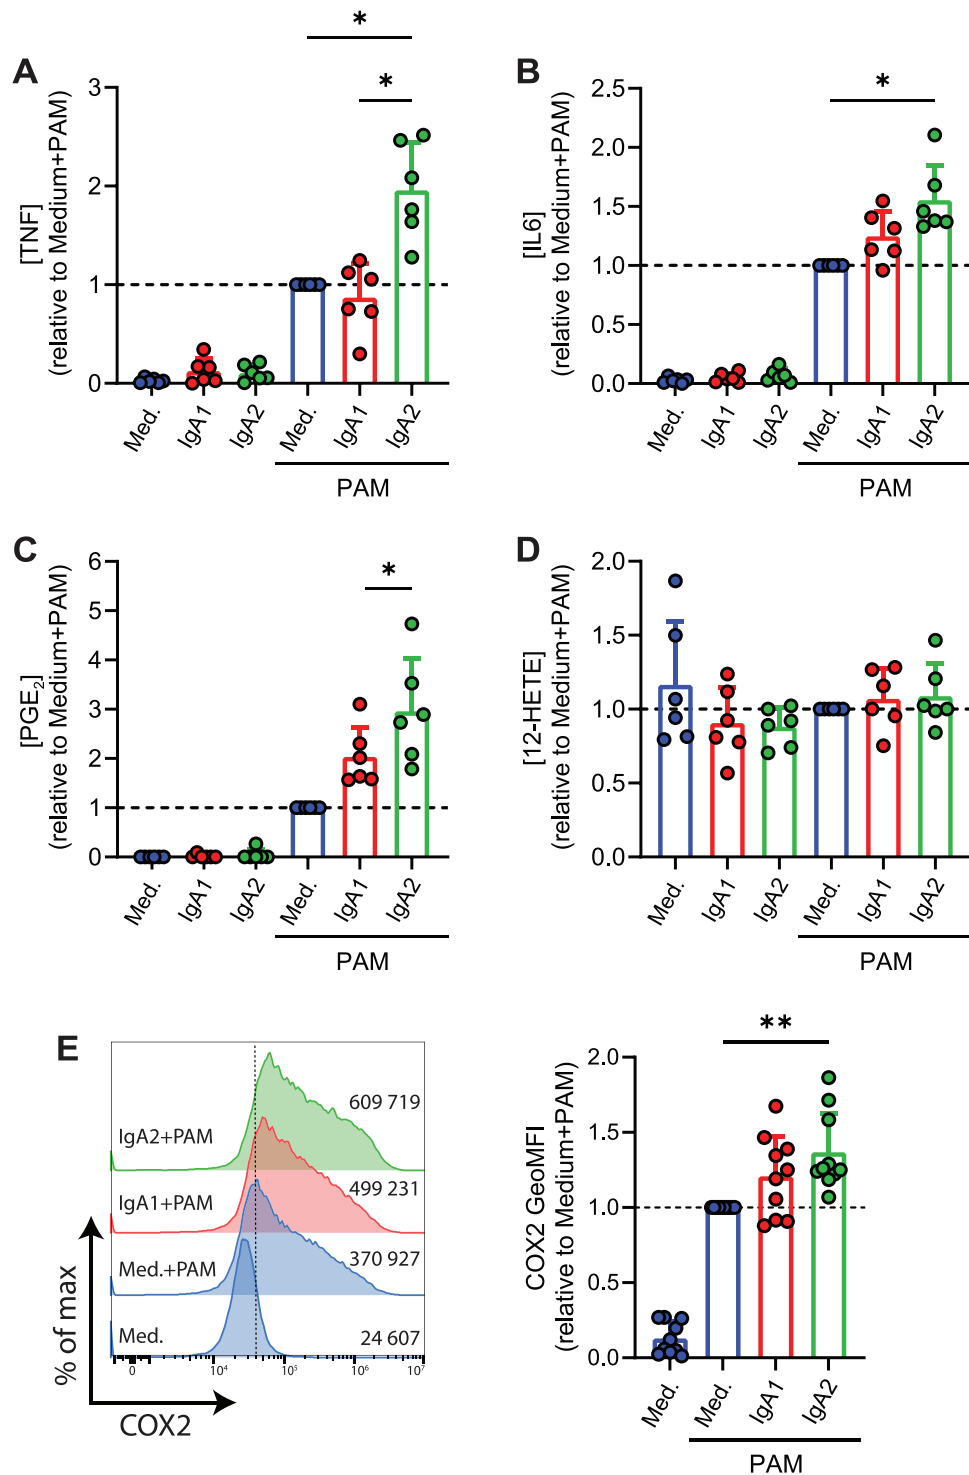 A
[TNF]
(relative to Medium+PAM)
3
2
1
0
*
*
Med.
IgA1
IgA2
Med.
IgA1
IgA2
PAM
B
[IL6]
(relative to Medium+PAM)
2.5
2.0
1.5
1.0
0.5
0.0
*
Med.
IgA1
IgA2
Med.
IgA1
IgA2
PAM
C
[PGE₂]
(relative to Medium+PAM)
6
5
4
3
2
1
0
*
Med.
IgA1
IgA2
Med.
IgA1
IgA2
PAM
D
[12-HETE]
(relative to Medium+PAM)
2.0
1.5
1.0
0.5
0.0
Med.
IgA1
IgA2
Med.
IgA1
IgA2
PAM
E
% of max
IgA2+PAM 609 719
IgA1+PAM 499 231
Med.+PAM 370 927
Med. 24 607
0 10⁴ 10⁵ 10⁶ 10⁷
COX2
COX2 GeoMFI
(relative to Medium+PAM)
2.0
1.5
1.0
0.5
0.0
**
Med.
Med.
IgA1
IgA2
PAM